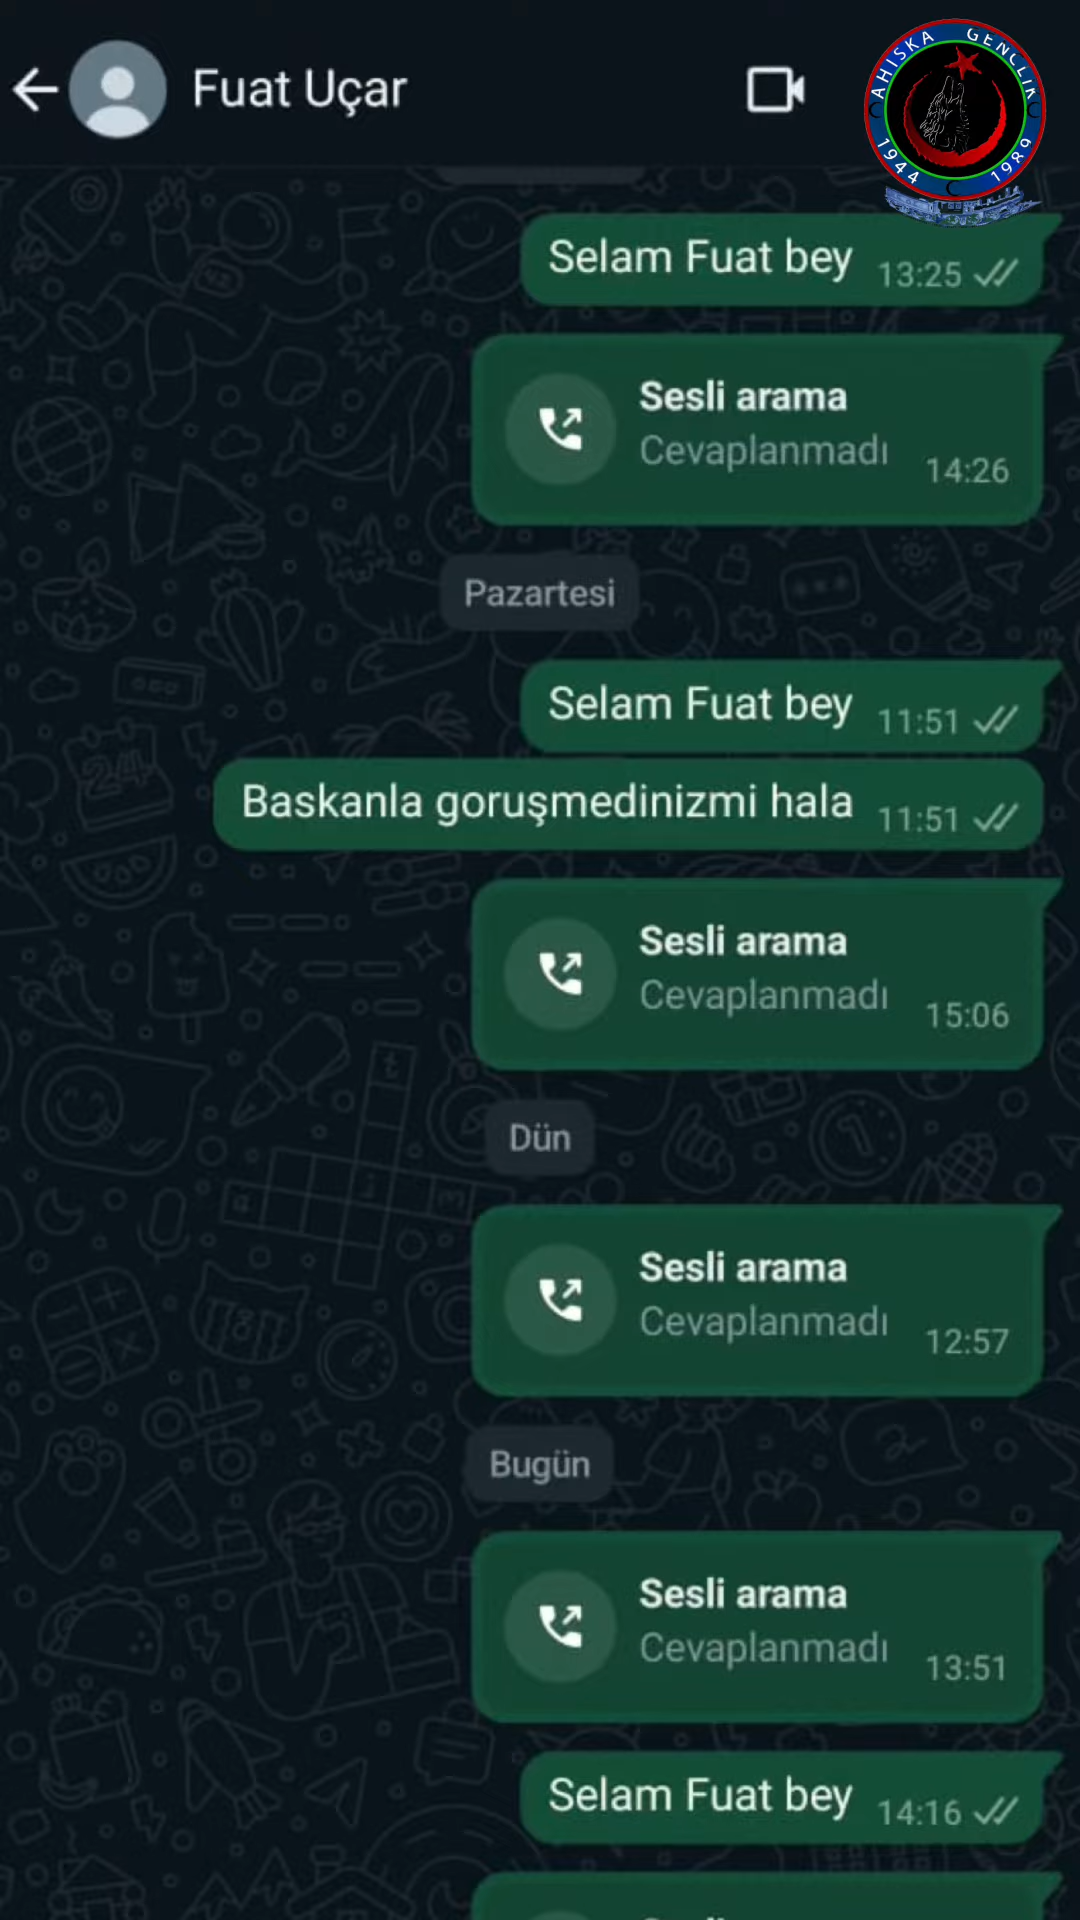 Fuat Uçar
AHISKA GENÇLİK
1944 1989
Selam Fuat bey 13:25
Sesli arama
Cevaplanmadı 14:26
Pazartesi
Selam Fuat bey 11:51
Baskanla goruşmedinizmi hala 11:51
Sesli arama
Cevaplanmadı 15:06
Dün
Sesli arama
Cevaplanmadı 12:57
Bugün
Sesli arama
Cevaplanmadı 13:51
Selam Fuat bey 14:16